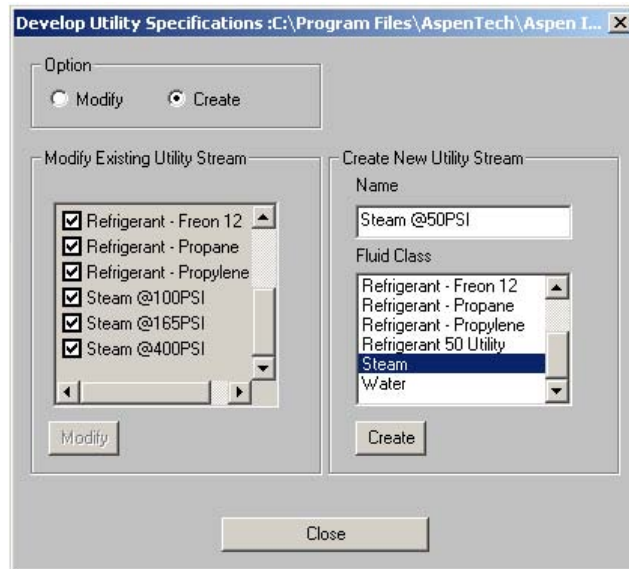 Develop Utility Specifications :C:\Program Files\AspenTech\Aspen I...
Option
Modify
Create
Modify Existing Utility Stream
Refrigerant - Freon 12
Refrigerant - Propane
Refrigerant - Propylene
Steam @100PSI
Steam @165PSI
Steam @400PSI
Modify
Create New Utility Stream
Name
Steam @50PSI
Fluid Class
Refrigerant - Freon 12
Refrigerant - Propane
Refrigerant - Propylene
Refrigerant 50 Utility
Steam
Water
Create
Close